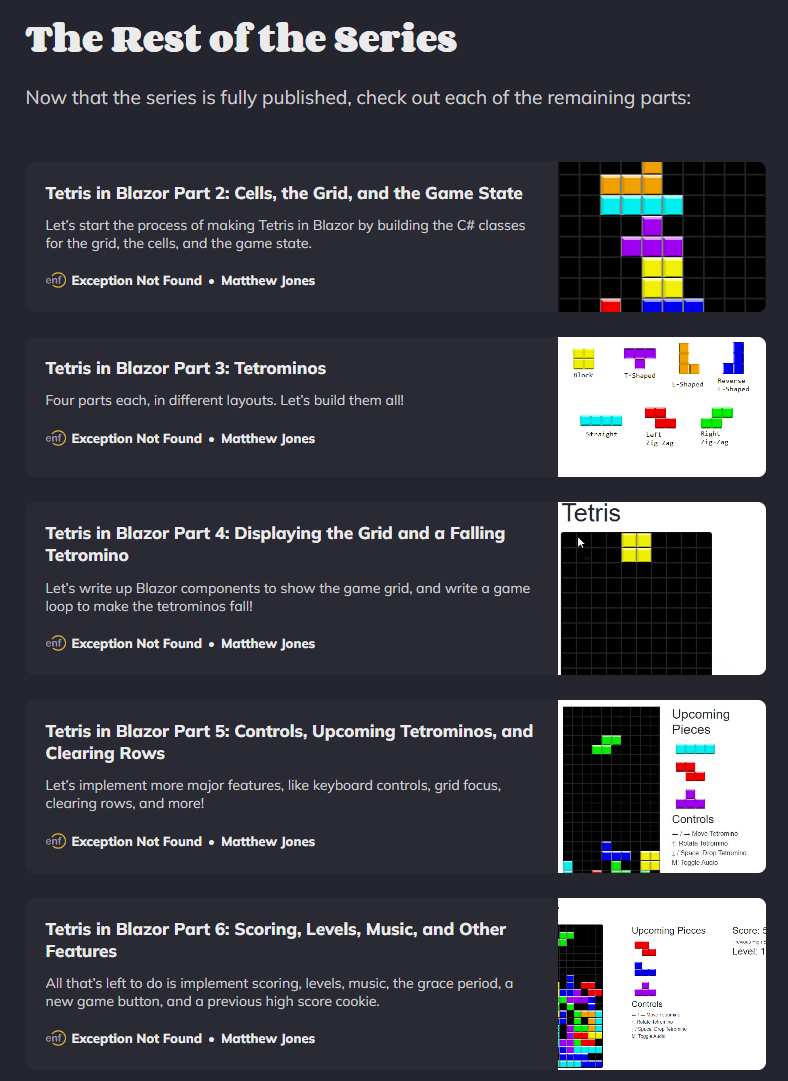 The Rest of the Series
Now that the series is fully published, check out each of the remaining parts:
Tetris in Blazor Part 2: Cells, the Grid, and the Game State
Let's start the process of making Tetris in Blazor by building the C# classes
for the grid, the cells, and the game state.
enf Exception Not Found • Matthew Jones
Tetris in Blazor Part 3: Tetrominos
Four parts each, in different layouts. Let's build them all!
enf Exception Not Found • Matthew Jones
Block
T-Shaped
L-Shaped
Reverse
L-Shaped
Straight
Left
Zig-Zag
Right
Zig-Zag
Tetris in Blazor Part 4: Displaying the Grid and a Falling
Tetromino
Let's write up Blazor components to show the game grid, and write a game
loop to make the tetrominos fall!
enf Exception Not Found • Matthew Jones
Tetris
Tetris in Blazor Part 5: Controls, Upcoming Tetrominos, and
Clearing Rows
Let's implement more major features, like keyboard controls, grid focus,
clearing rows, and more!
enf Exception Not Found • Matthew Jones
Upcoming
Pieces
Controls
← / → Move Tetromino
↑: Rotate Tetromino
↓ / Space: Drop Tetromino
M: Toggle Audio
Tetris in Blazor Part 6: Scoring, Levels, Music, and Other
Features
All that's left to do is implement scoring, levels, music, the grace period, a
new game button, and a previous high score cookie.
enf Exception Not Found • Matthew Jones
Upcoming Pieces
Controls
← / → Move Tetromino
↑: Rotate Tetromino
↓ / Space: Drop Tetromino
M: Toggle Audio
Score:
Previous High
Level: 1